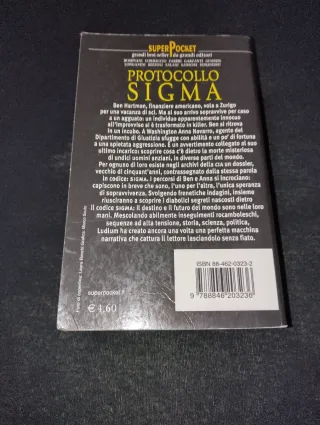 SUPERPOCKET
grandi best seller da grandi editori
PROTOCOLLO
SIGMA
Ben Hartman, finanziere americano, vola a Zurigo
per una vacanza di sci. Ma al suo arrivo sopravvive per caso
a un agguato: un individuo apparentemente innocuo
all'improvviso si è trasformato in killer. Ben si ritrova
in un incubo. A Washington Anna Navarro, agente del
Dipartimento di Giustizia sfugge con abilità e un po' di fortuna
a una spietata aggressione. È un avvertimento collegato al suo
ultimo incarico: scoprire cosa c'è dietro la morte misteriosa
di undici uomini anziani, in diverse parti del mondo.
Per ognuno di loro esiste negli archivi CIA un dossier,
vecchio di cinquant'anni, contrassegnato dalla stessa parola
in codice: SIGMA. I percorsi di Ben e Anna si incrociano:
capiscono in breve che sono, l'uno per l'altra, l'unica speranza
di sopravvivenza. Svolgendo frenetiche indagini, insieme
riusciranno a scoprire i diabolici segreti nascosti dietro
il codice SIGMA: il destino e il futuro del mondo sono nelle loro
mani. Mescolando abilmente inseguimenti rocamboleschi,
sequenze ad alta tensione, storia, scienza, politica,
Ludlum ha creato ancora una volta una perfetta macchina
narrativa che cattura il lettore lasciandolo senza fiato.
ISBN 88-462-0323-2
9 788846 203236
superpocket.it
€ 4,60